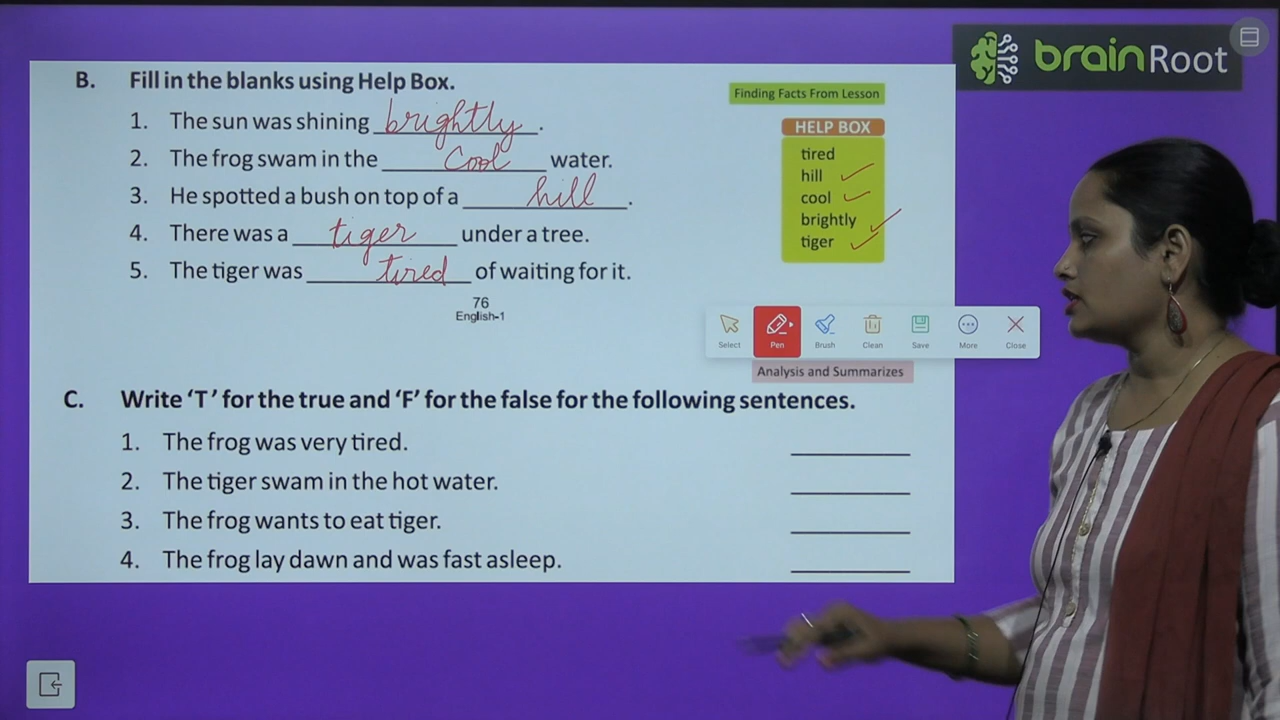 brainRoot
B. Fill in the blanks using Help Box.
Finding Facts From Lesson
1. The sun was shining brightly.
2. The frog swam in the cool water.
3. He spotted a bush on top of a hill.
4. There was a tiger under a tree.
5. The tiger was tired of waiting for it.
HELP BOX
tired
hill
cool
brightly
tiger
76
English-1
Select Pen Brush Clean Save More Close
Analysis and Summarizes
C. Write ‘T’ for the true and ‘F’ for the false for the following sentences.
1. The frog was very tired. ________
2. The tiger swam in the hot water. ________
3. The frog wants to eat tiger. ________
4. The frog lay dawn and was fast asleep. ________